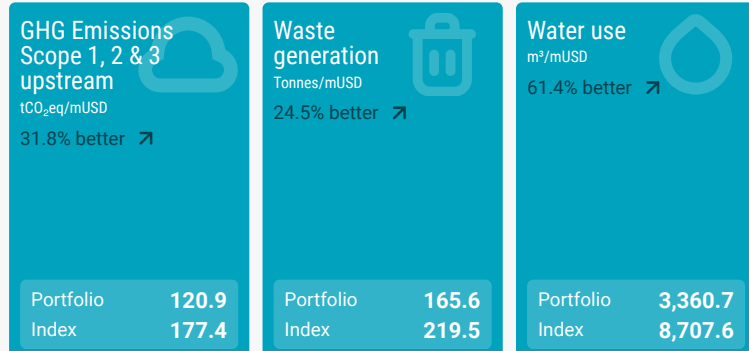 GHG Emissions
Scope 1, 2 & 3
upstream
tCO₂eq/mUSD
31.8% better
Portfolio 120.9
Index 177.4
Waste
generation
Tonnes/mUSD
24.5% better
Portfolio 165.6
Index 219.5
Water use
m³/mUSD
61.4% better
Portfolio 3,360.7
Index 8,707.6